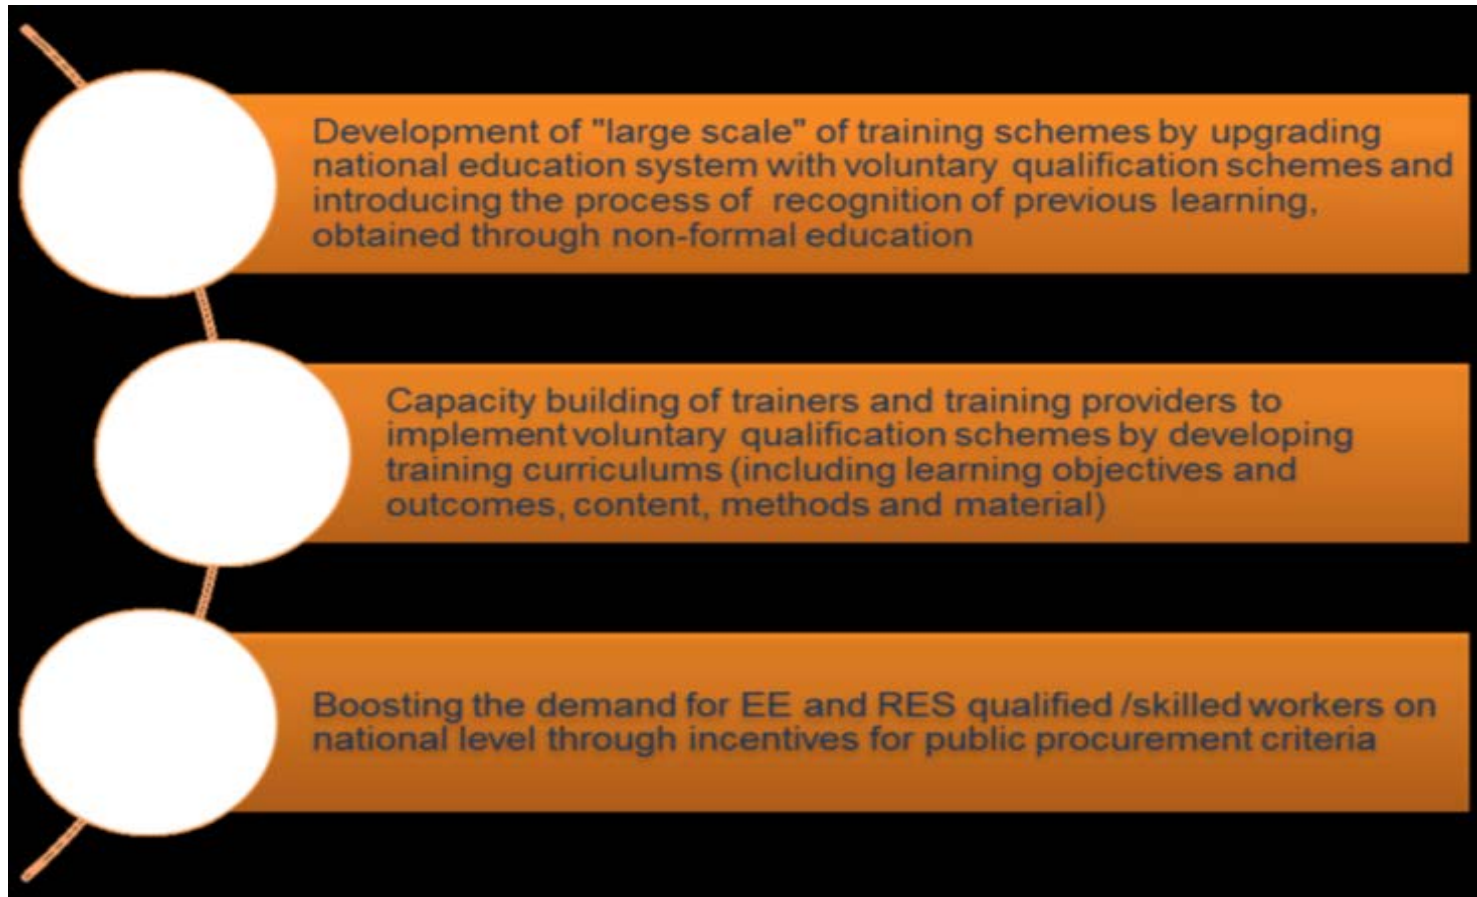 Development of "large scale" of training schemes by upgrading
national education system with voluntary qualification schemes and
introducing the process of recognition of previous learning,
obtained through non-formal education
Capacity building of trainers and training providers to
implement voluntary qualification schemes by developing
training curriculums (including learning objectives and
outcomes, content, methods and material)
Boosting the demand for EE and RES qualified /skilled workers on
national level through incentives for public procurement criteria